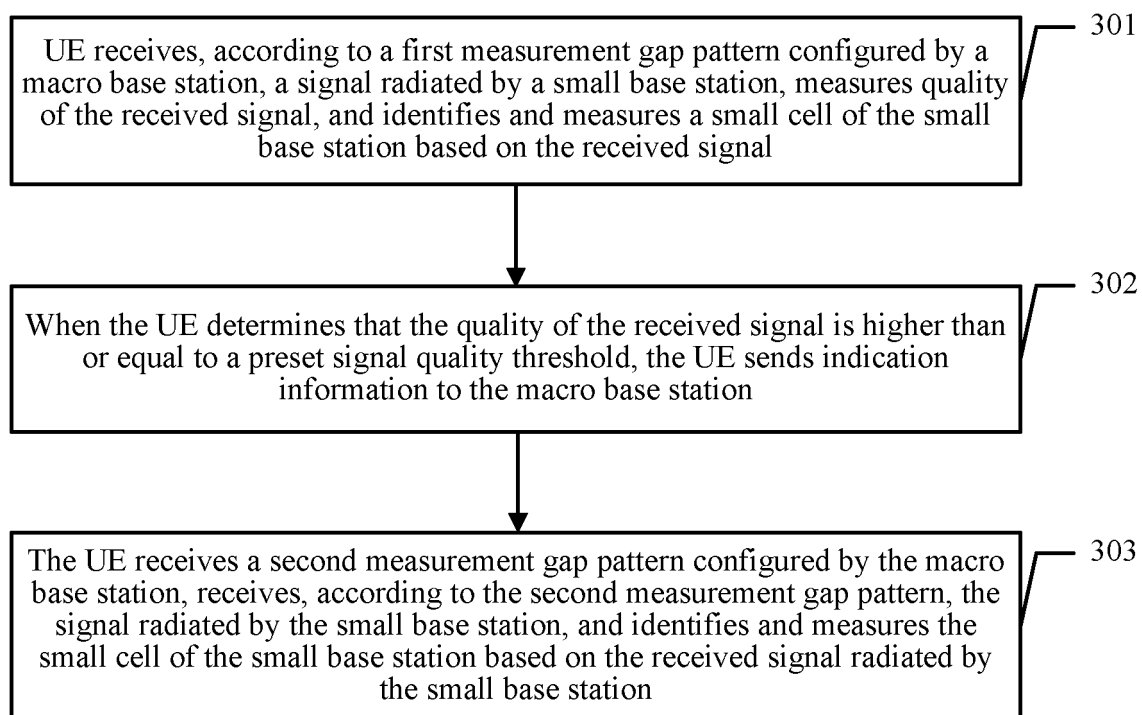 301
UE receives, according to a first measurement gap pattern configured by a
macro base station, a signal radiated by a small base station, measures quality
of the received signal, and identifies and measures a small cell of the small
base station based on the received signal
302
When the UE determines that the quality of the received signal is higher than
or equal to a preset signal quality threshold, the UE sends indication
information to the macro base station
303
The UE receives a second measurement gap pattern configured by the macro
base station, receives, according to the second measurement gap pattern, the
signal radiated by the small base station, and identifies and measures the
small cell of the small base station based on the received signal radiated by
the small base station